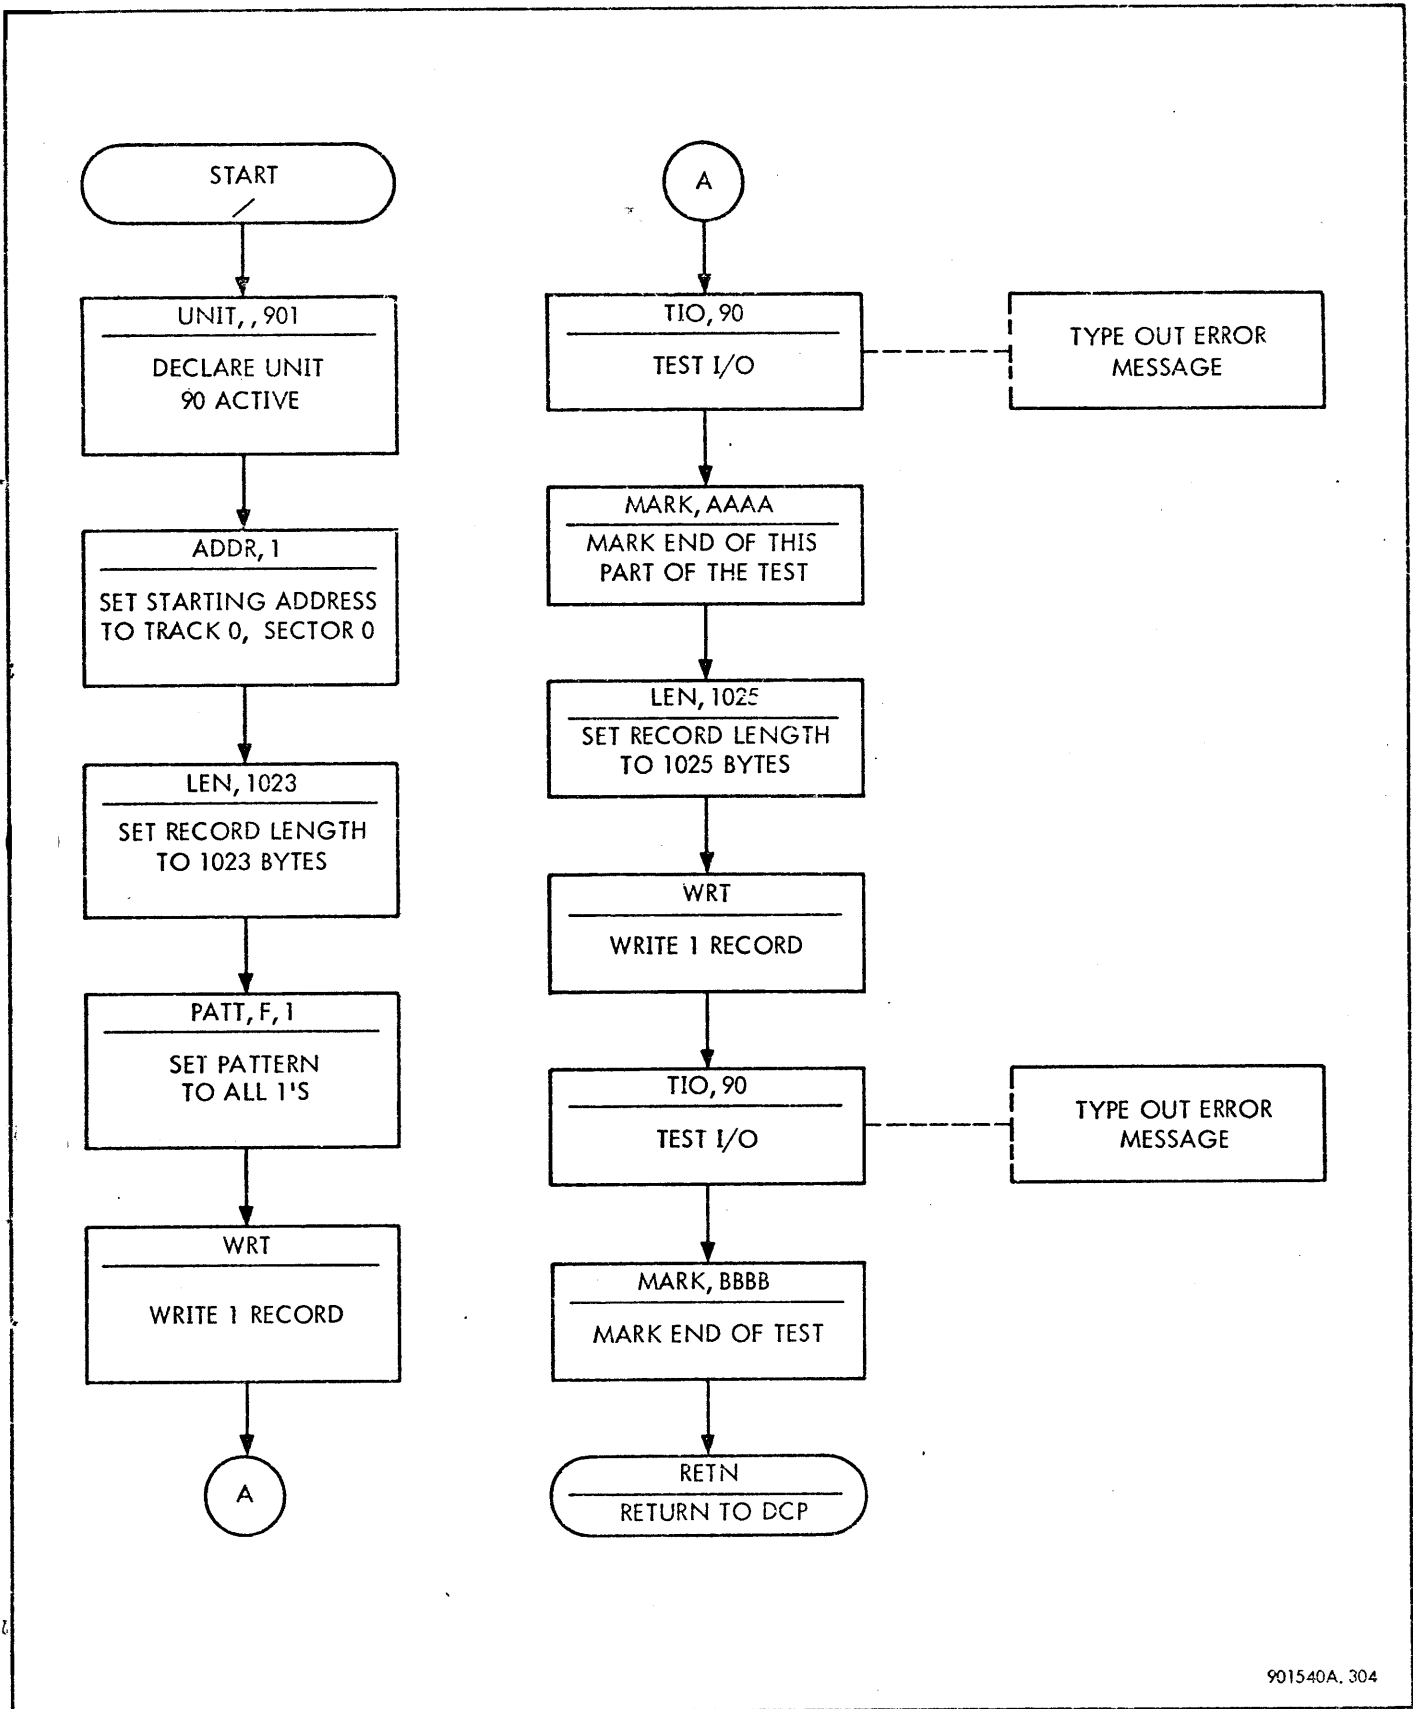 START
UNIT, , 901
DECLARE UNIT
90 ACTIVE
ADDR, 1
SET STARTING ADDRESS
TO TRACK 0, SECTOR 0
LEN, 1023
SET RECORD LENGTH
TO 1023 BYTES
PATT, F, 1
SET PATTERN
TO ALL 1'S
WRT
WRITE 1 RECORD
A
A
TIO, 90
TEST I/O
TYPE OUT ERROR
MESSAGE
MARK, AAAA
MARK END OF THIS
PART OF THE TEST
LEN, 1025
SET RECORD LENGTH
TO 1025 BYTES
WRT
WRITE 1 RECORD
TIO, 90
TEST I/O
TYPE OUT ERROR
MESSAGE
MARK, BBBB
MARK END OF TEST
RETN
RETURN TO DCP
901540A. 304